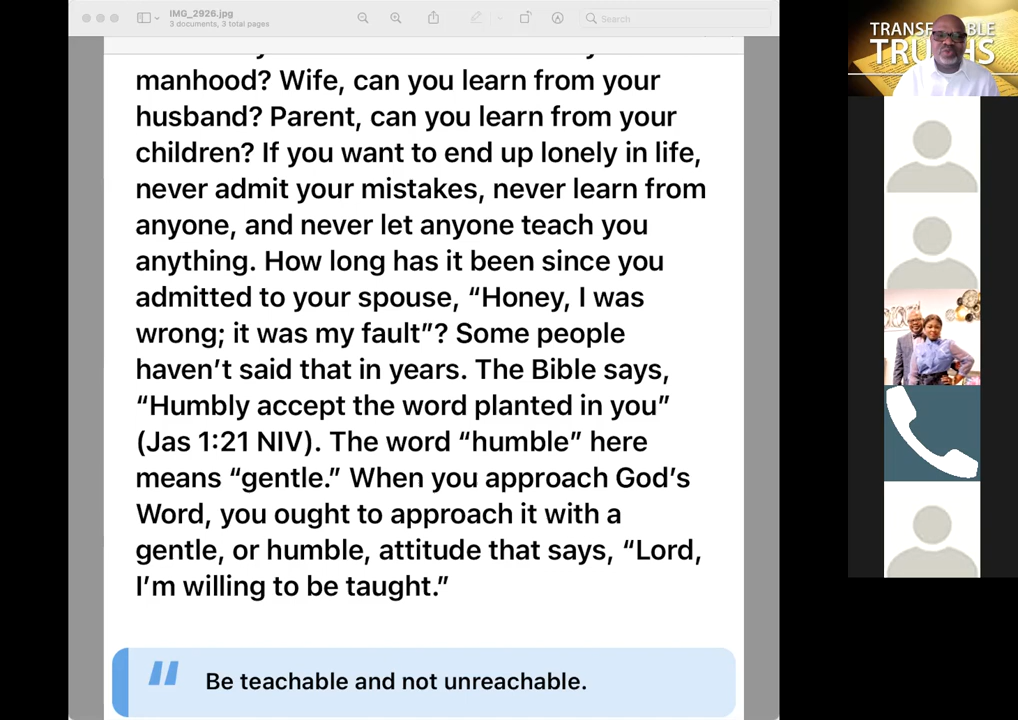 IMG_2926.jpg
3 documents, 3 total pages
Search
manhood? Wife, can you learn from your
husband? Parent, can you learn from your
children? If you want to end up lonely in life,
never admit your mistakes, never learn from
anyone, and never let anyone teach you
anything. How long has it been since you
admitted to your spouse, “Honey, I was
wrong; it was my fault”? Some people
haven’t said that in years. The Bible says,
“Humbly accept the word planted in you”
(Jas 1:21 NIV). The word “humble” here
means “gentle.” When you approach God’s
Word, you ought to approach it with a
gentle, or humble, attitude that says, “Lord,
I’m willing to be taught.”
“ Be teachable and not unreachable.